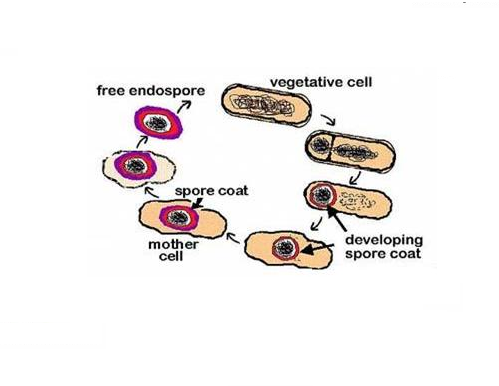 vegetative cell
free endospore
spore coat
mother
cell
developing
spore coat